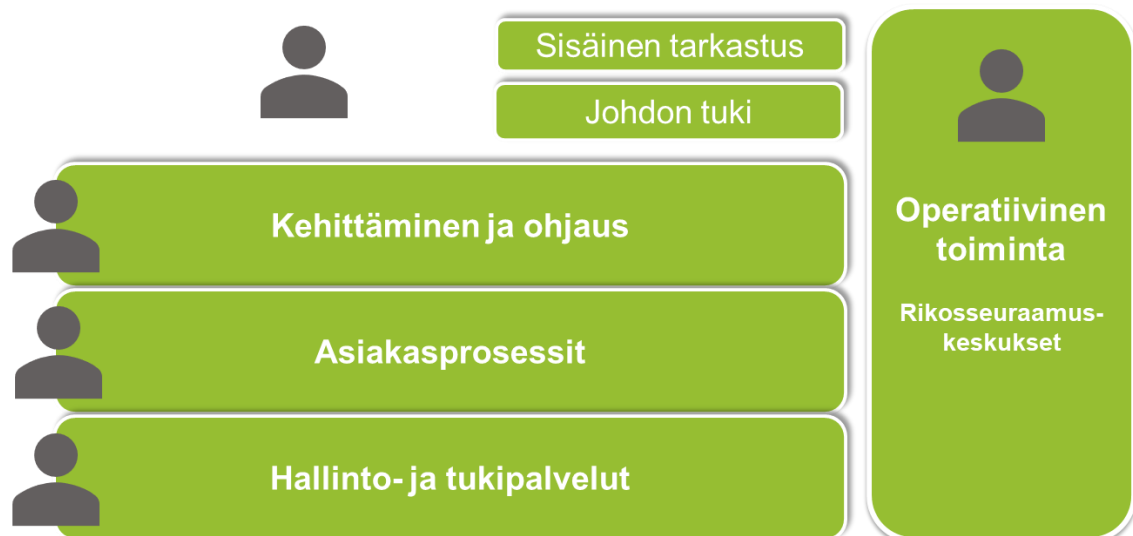 Sisäinen tarkastus
Johdon tuki
Kehittäminen ja ohjaus
Asiakasprosessit
Hallinto- ja tukipalvelut
Operatiivinen
toiminta
Rikosseuraamus-
keskukset